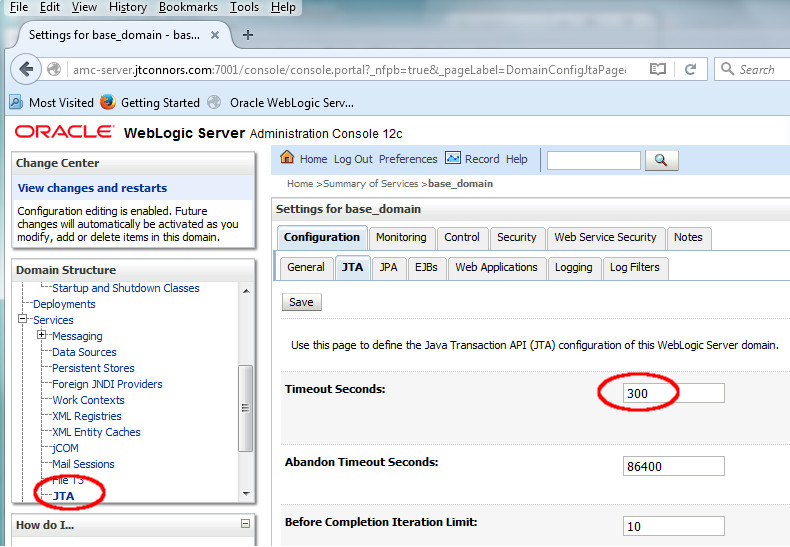 File Edit View History Bookmarks Tools Help
Settings for base_domain - bas...
amc-server.jtconnors.com:7001/console/console.portal?_nfpb=true&_pageLabel=DomainConfigJtaPage
Search
Most Visited Getting Started Oracle WebLogic Serv...
ORACLE WebLogic Server Administration Console 12c
Change Center
View changes and restarts
Configuration editing is enabled. Future
changes will automatically be activated as you
modify, add or delete items in this domain.
Domain Structure
Startup and Shutdown Classes
Deployments
Services
Messaging
Data Sources
Persistent Stores
Foreign JNDI Providers
Work Contexts
XML Registries
XML Entity Caches
jCOM
Mail Sessions
File T3
JTA
How do I...
Home Log Out Preferences Record Help
Home >Summary of Services >base_domain
Settings for base_domain
Configuration Monitoring Control Security Web Service Security Notes
General JTA JPA EJBs Web Applications Logging Log Filters
Save
Use this page to define the Java Transaction API (JTA) configuration of this WebLogic Server domain.
Timeout Seconds: 300
Abandon Timeout Seconds: 86400
Before Completion Iteration Limit: 10